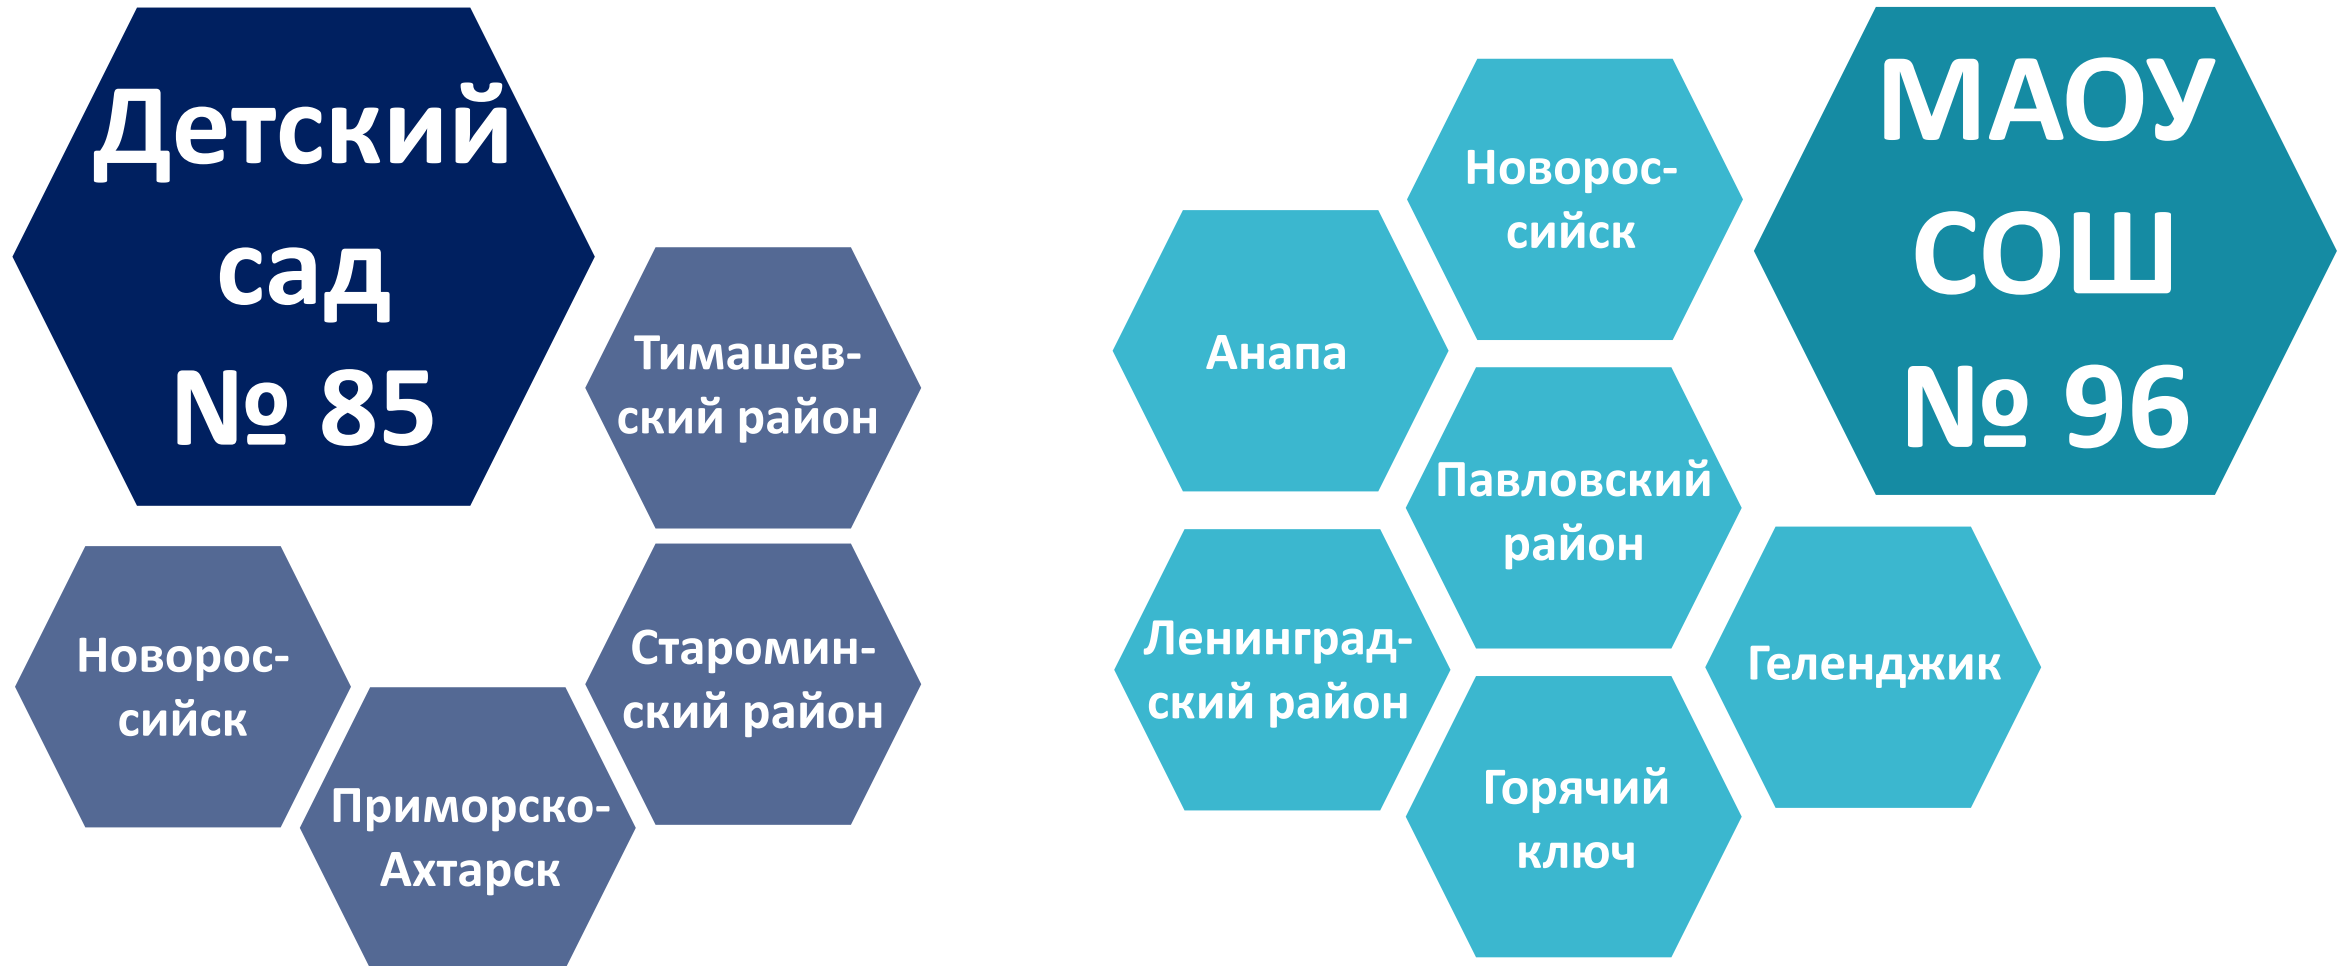 Детский
сад
№ 85
Тимашев-
ский район
Новорос-
сийск
Приморско-
Ахтарск
Старомин-
ский район
МАОУ
СОШ
№ 96
Новорос-
сийск
Анапа
Павловский
район
Ленинград-
ский район
Геленджик
Горячий
ключ